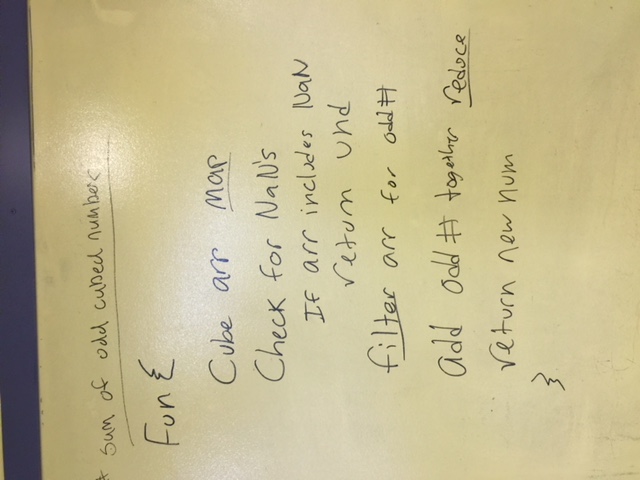 # sum of odd cubed numbers
Fun {
Cube arr map
Check for NaN's
If arr includes NaN
return und
filter arr for odd #
add odd # together reduce
return new num
}